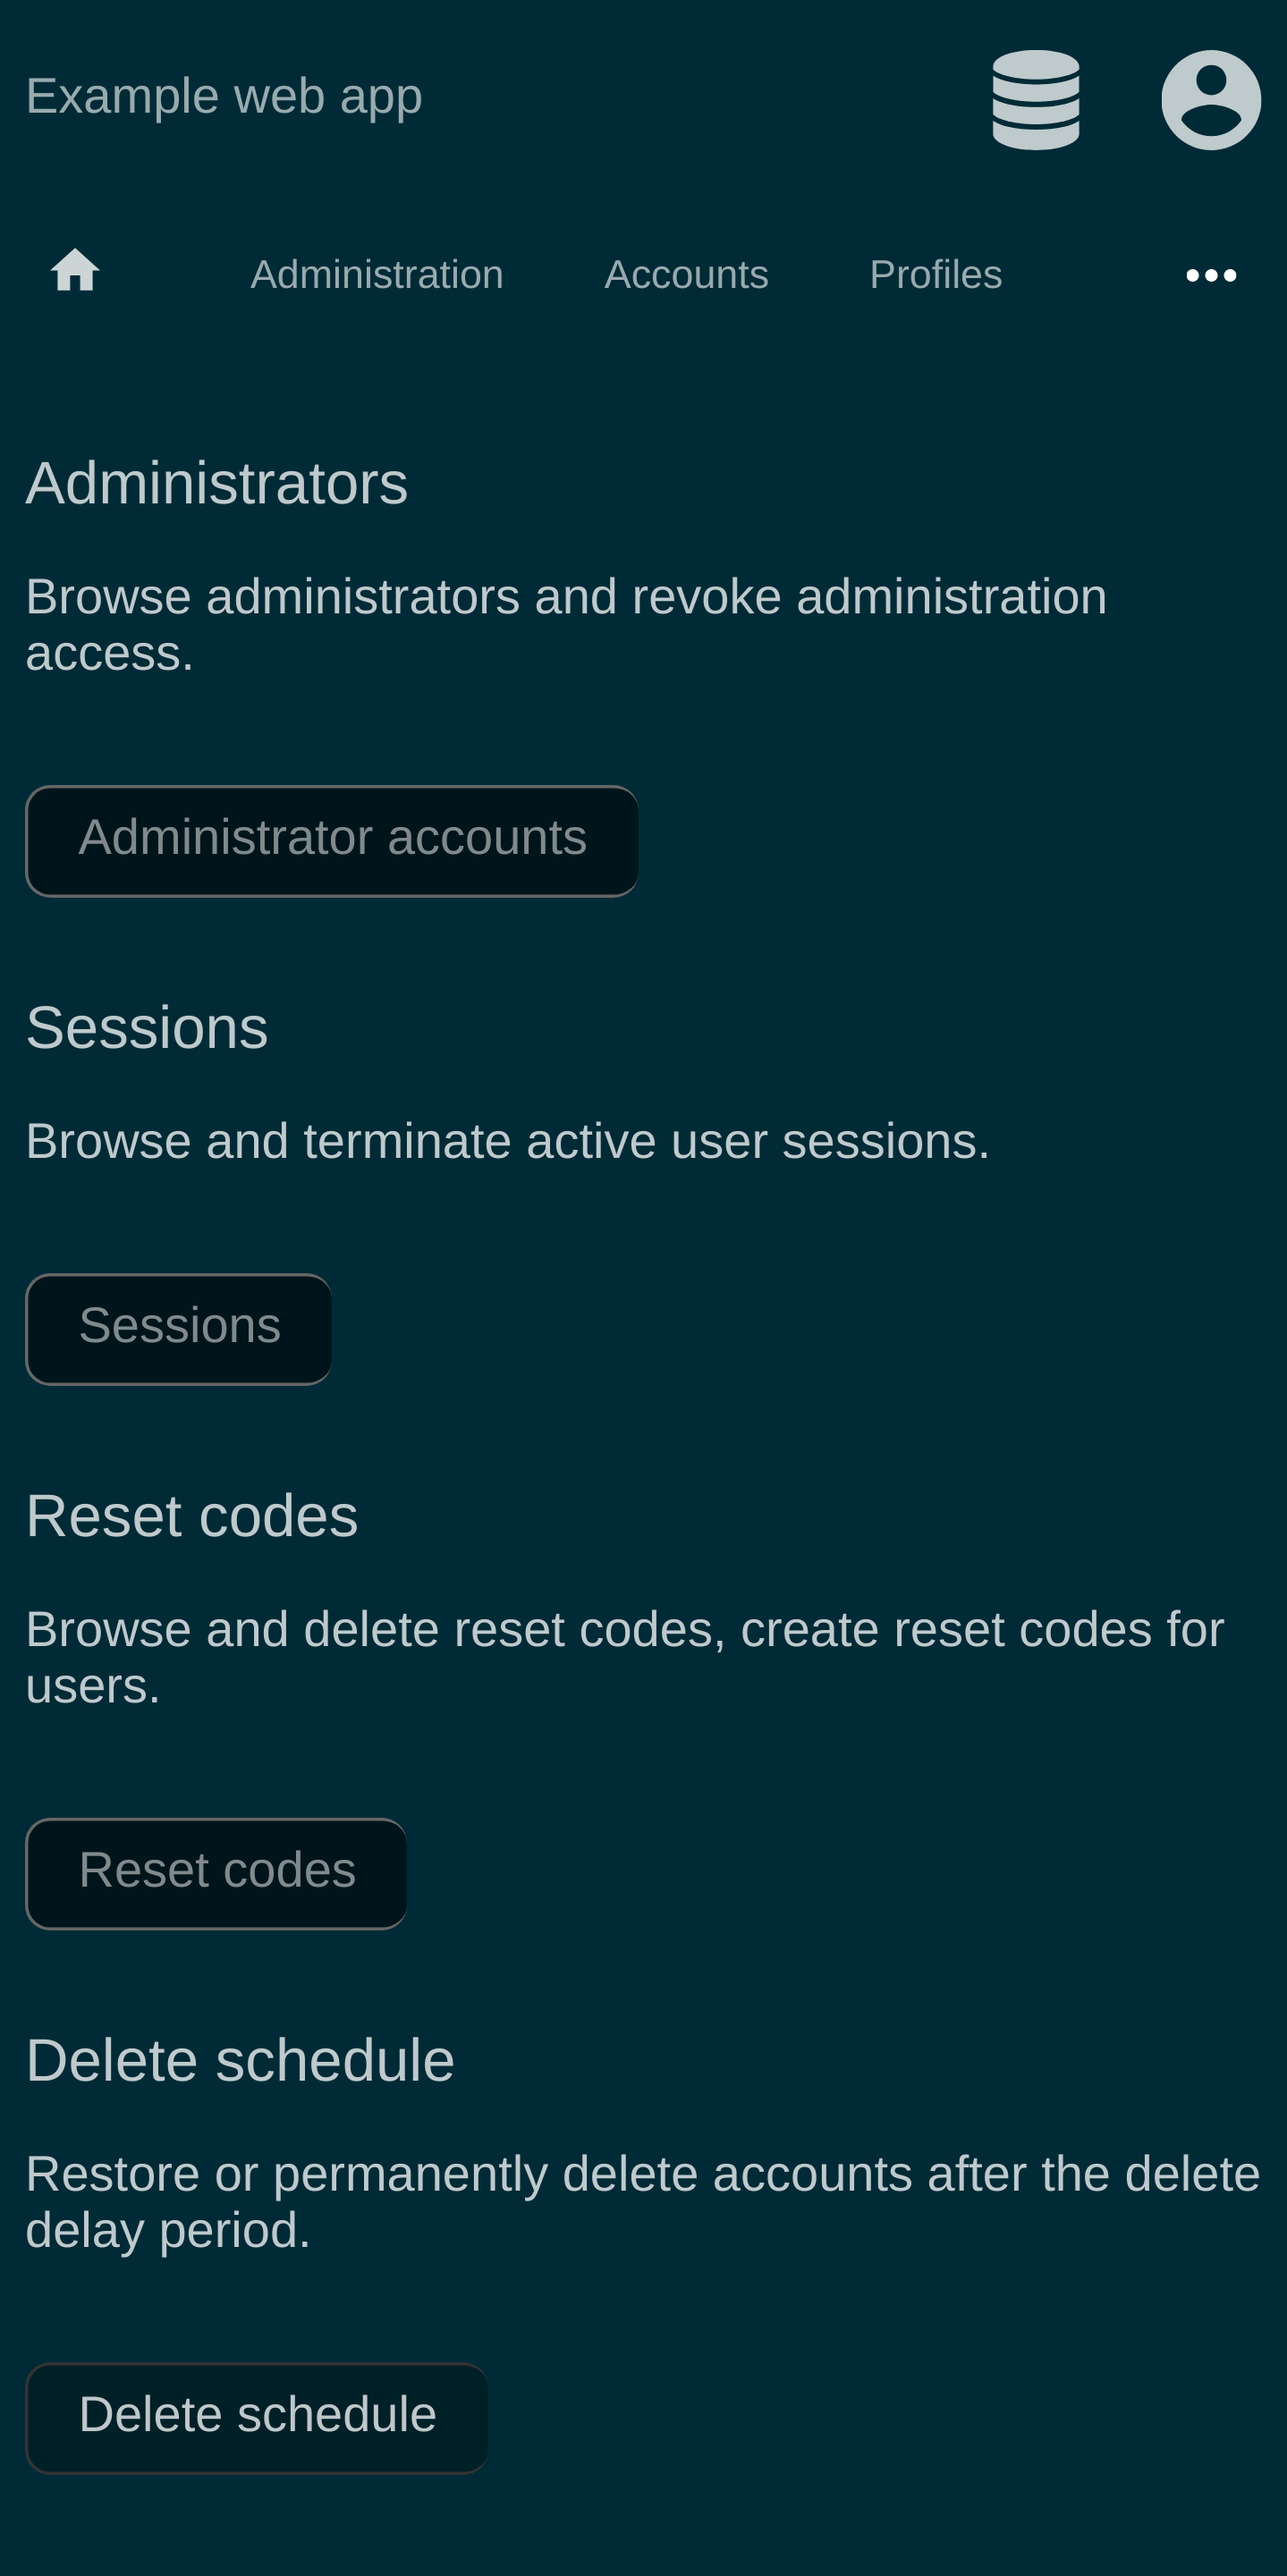 Example web app
Administration Accounts Profiles
Administrators
Browse administrators and revoke administration
access.
Administrator accounts
Sessions
Browse and terminate active user sessions.
Sessions
Reset codes
Browse and delete reset codes, create reset codes for
users.
Reset codes
Delete schedule
Restore or permanently delete accounts after the delete
delay period.
Delete schedule